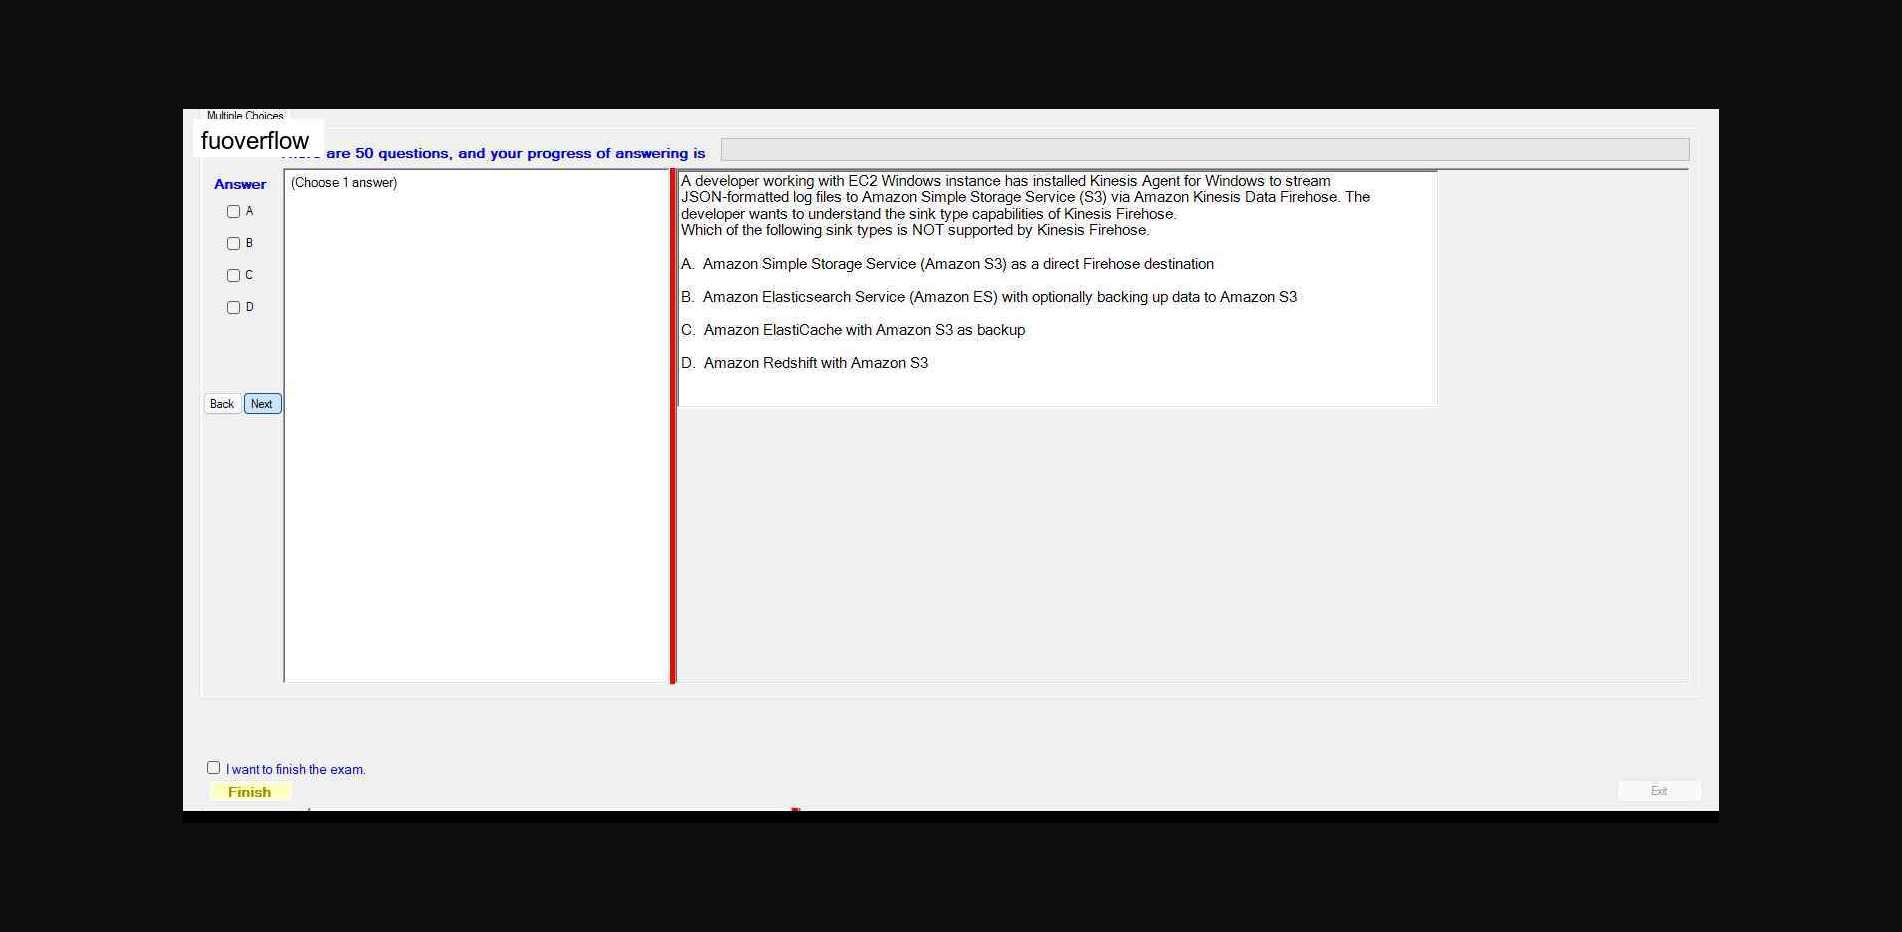 Multiple Choices
fuoverflow
are 50 questions, and your progress of answering is
Answer
(Choose 1 answer)
A
B
C
D
Back Next
A developer working with EC2 Windows instance has installed Kinesis Agent for Windows to stream
JSON-formatted log files to Amazon Simple Storage Service (S3) via Amazon Kinesis Data Firehose. The
developer wants to understand the sink type capabilities of Kinesis Firehose.
Which of the following sink types is NOT supported by Kinesis Firehose.
A. Amazon Simple Storage Service (Amazon S3) as a direct Firehose destination
B. Amazon Elasticsearch Service (Amazon ES) with optionally backing up data to Amazon S3
C. Amazon ElastiCache with Amazon S3 as backup
D. Amazon Redshift with Amazon S3
I want to finish the exam.
Finish
Exit